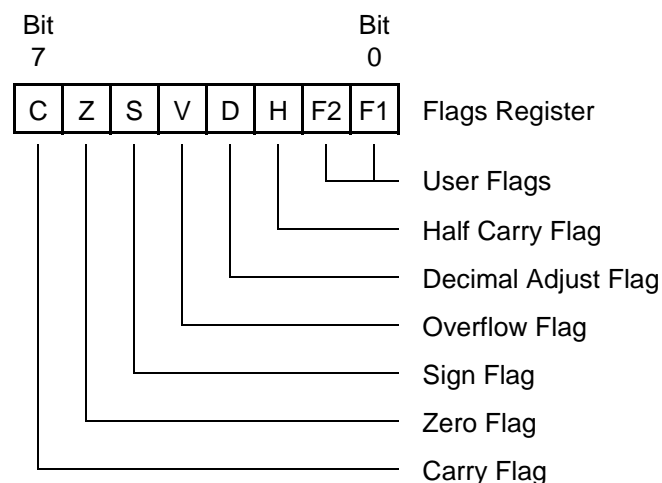 Bit Bit
7 0
C Z S V D H F2 F1 Flags Register
User Flags
Half Carry Flag
Decimal Adjust Flag
Overflow Flag
Sign Flag
Zero Flag
Carry Flag